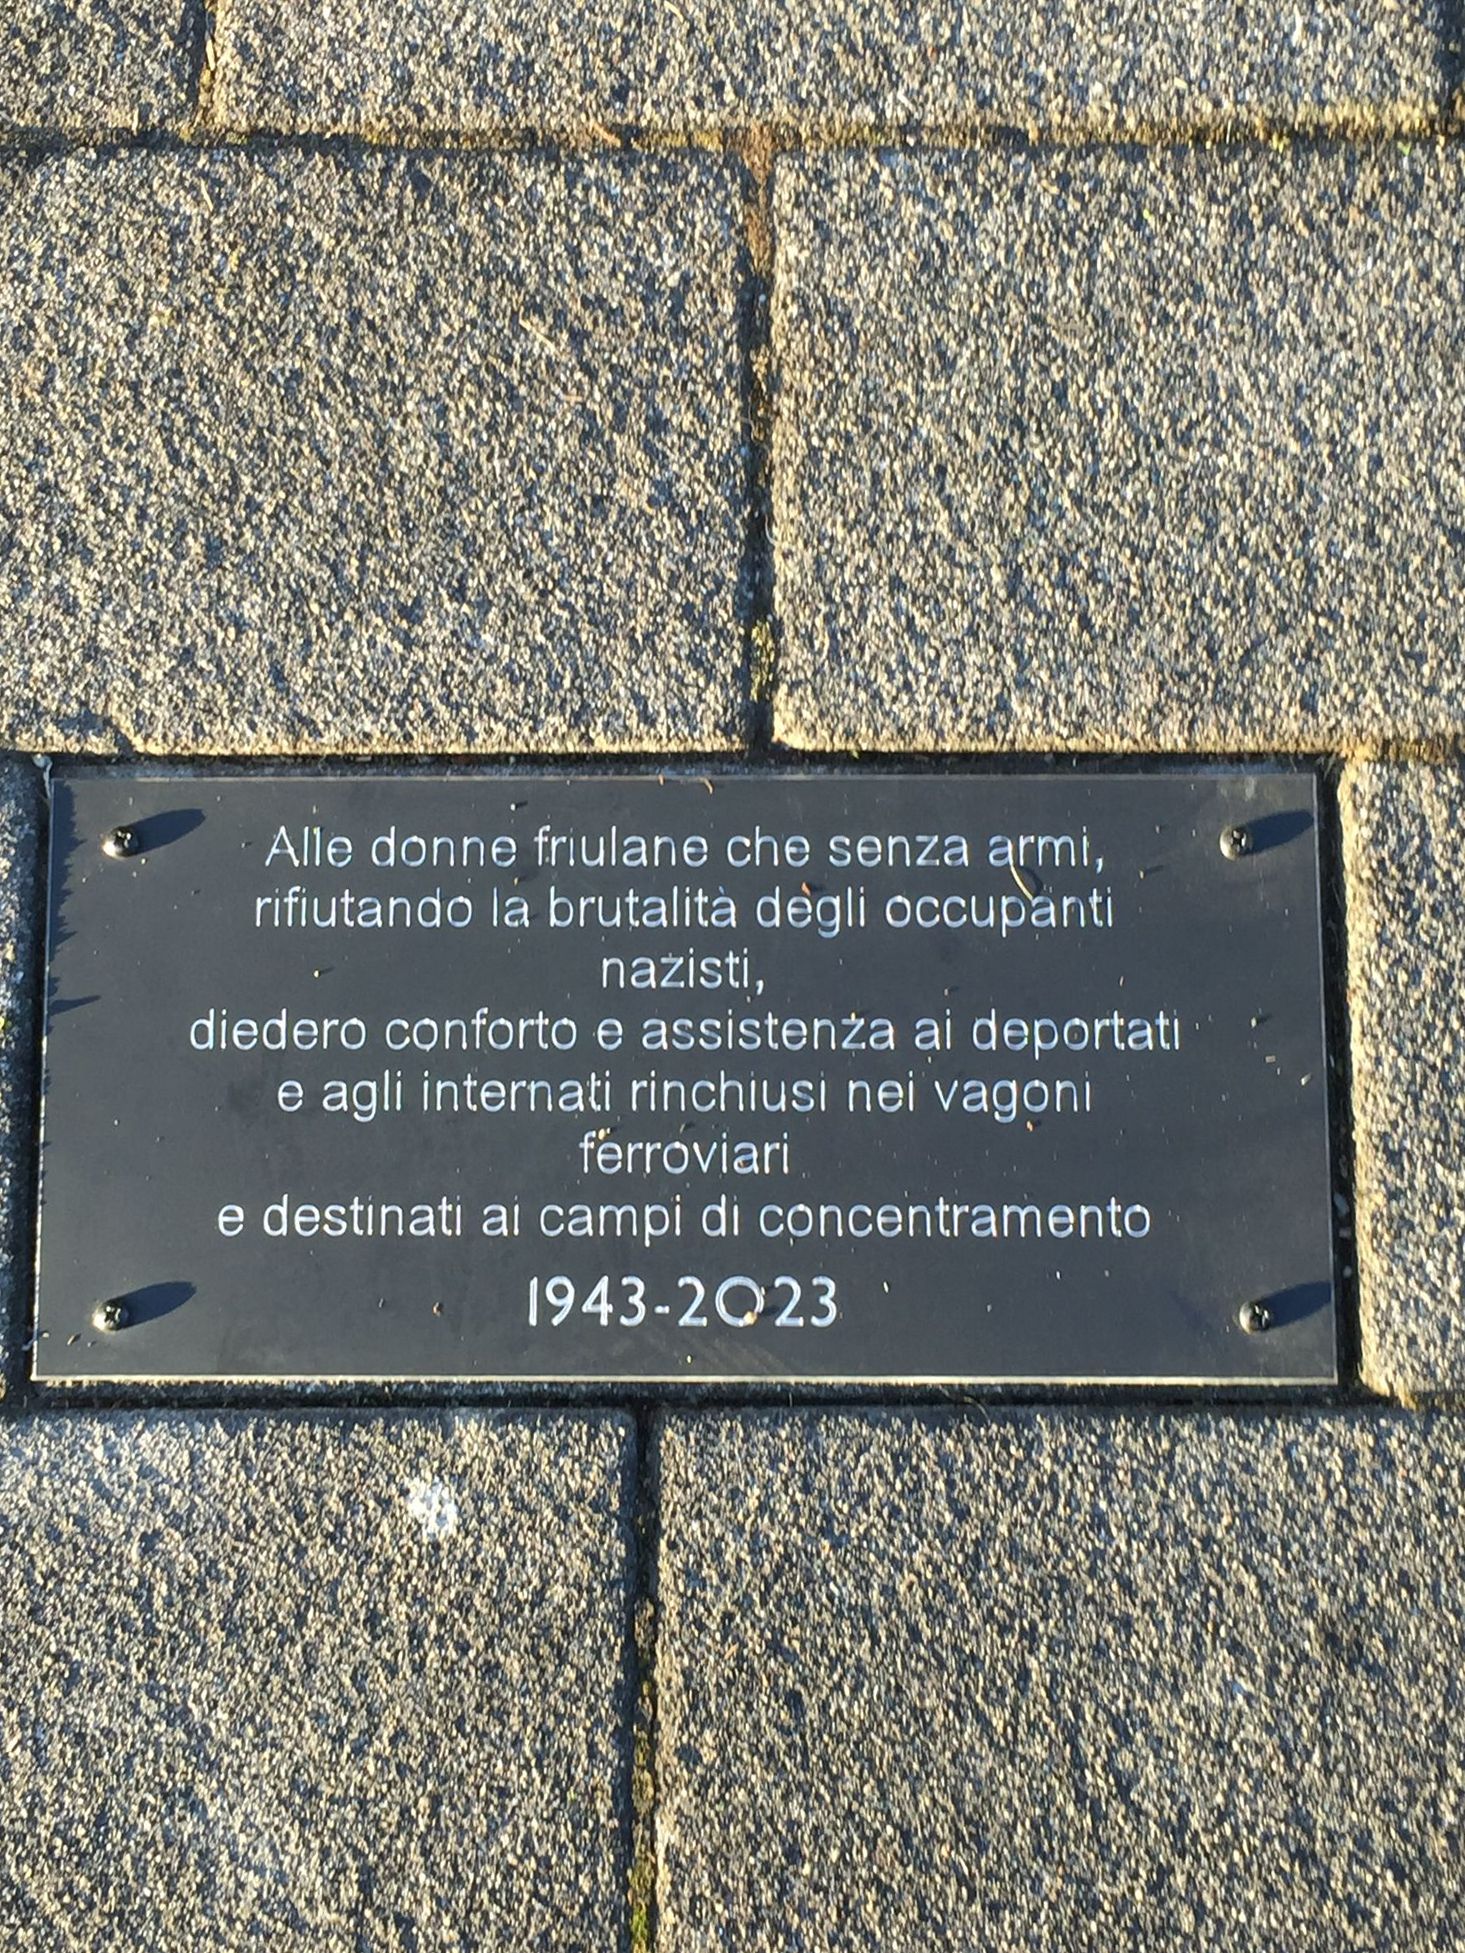 Alle donne friulane che senza armi,
rifiutando la brutalità degli occupanti
nazisti,
diedero conforto e assistenza ai deportati
e agli internati rinchiusi nei vagoni
ferroviari
e destinati ai campi di concentramento
1943-2023